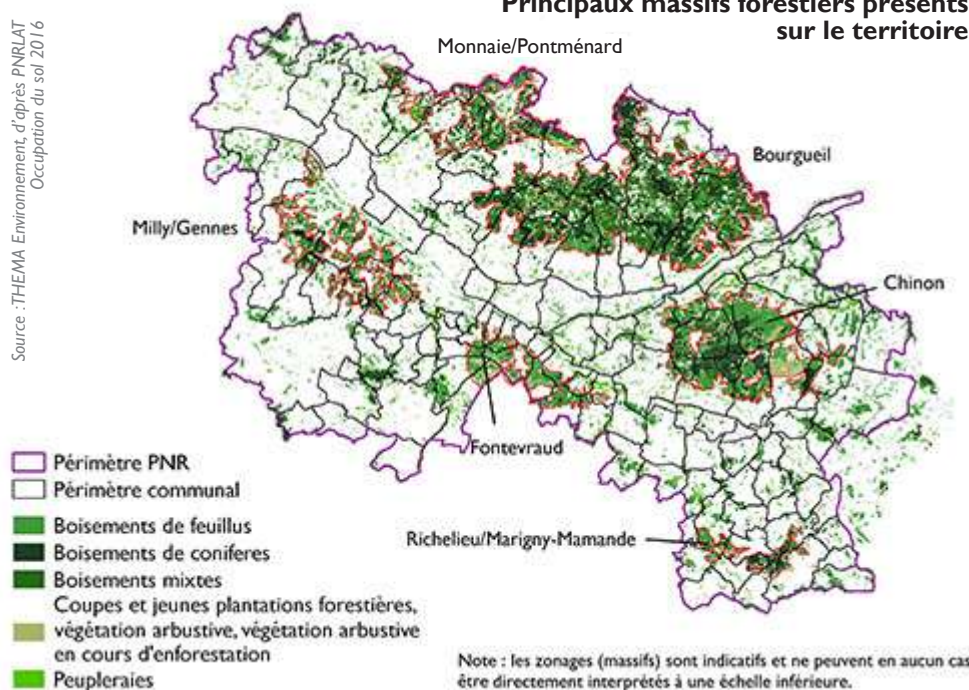 Principaux massifs forestiers présents
sur le territoire
Source : THEMA Environnement, d'après PNRLAT
Occupation du sol 2016
Monnaie/Pontménard
Bourgueil
Milly/Gennes
Chinon
Fontevraud
Richelieu/Marigny-Mamande
Périmètre PNR
Périmètre communal
Boisements de feuillus
Boisements de coniferes
Boisements mixtes
Coupes et jeunes plantations forestières,
végétation arbustive, végétation arbustive
en cours d'enforestation
Peupleraies
Note : les zonages (massifs) sont indicatifs et ne peuvent en aucun cas
être directement interprétés à une échelle inférieure.